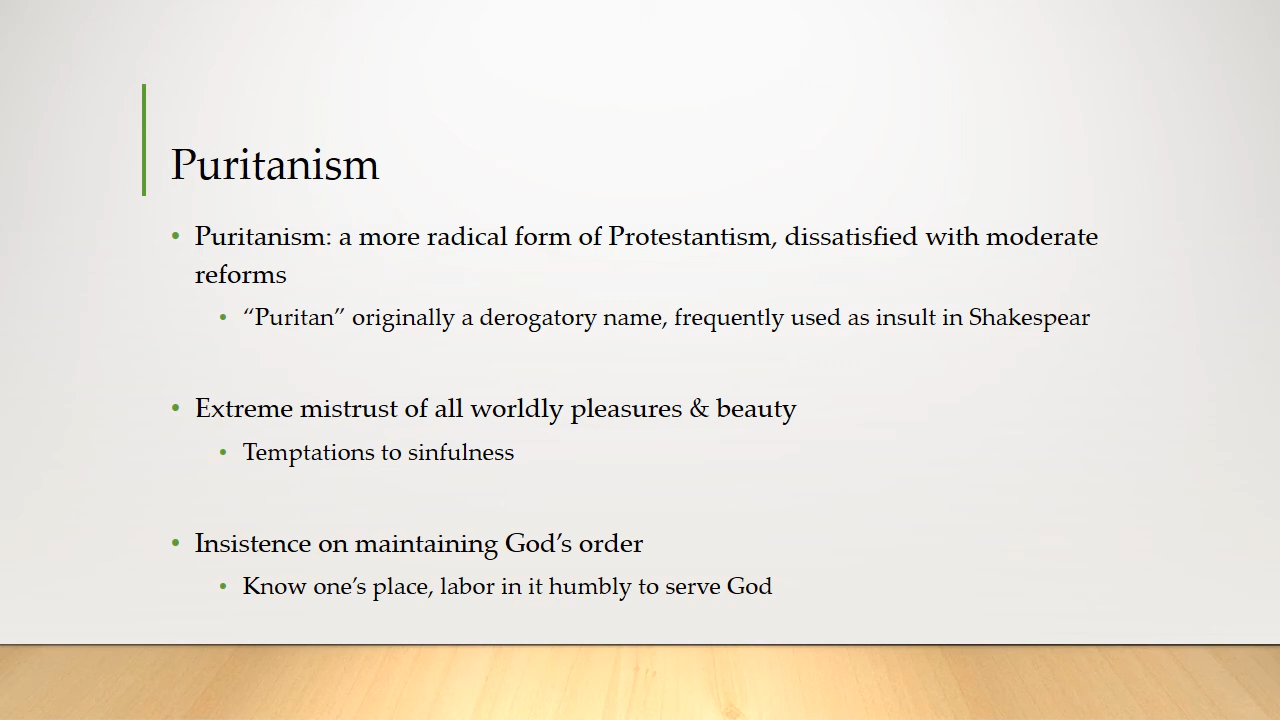 Puritanism
• Puritanism: a more radical form of Protestantism, dissatisfied with moderate
reforms
• “Puritan” originally a derogatory name, frequently used as insult in Shakespear
• Extreme mistrust of all worldly pleasures & beauty
• Temptations to sinfulness
• Insistence on maintaining God’s order
• Know one’s place, labor in it humbly to serve God